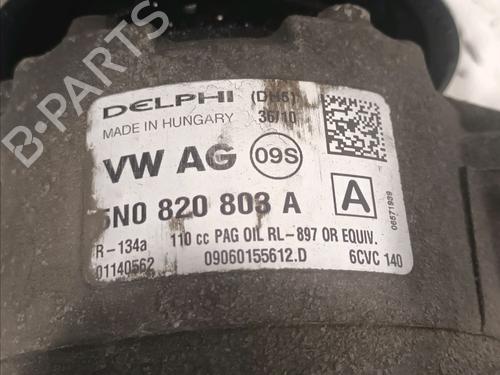 DELPHI (DH6)
MADE IN HUNGARY 36/10
VW AG 09S
5N0 820 803 A A
R-134a 110 cc PAG OIL RL-897 OR EQUIV.
01140562 09060155612.D 6CVC 140
06571939